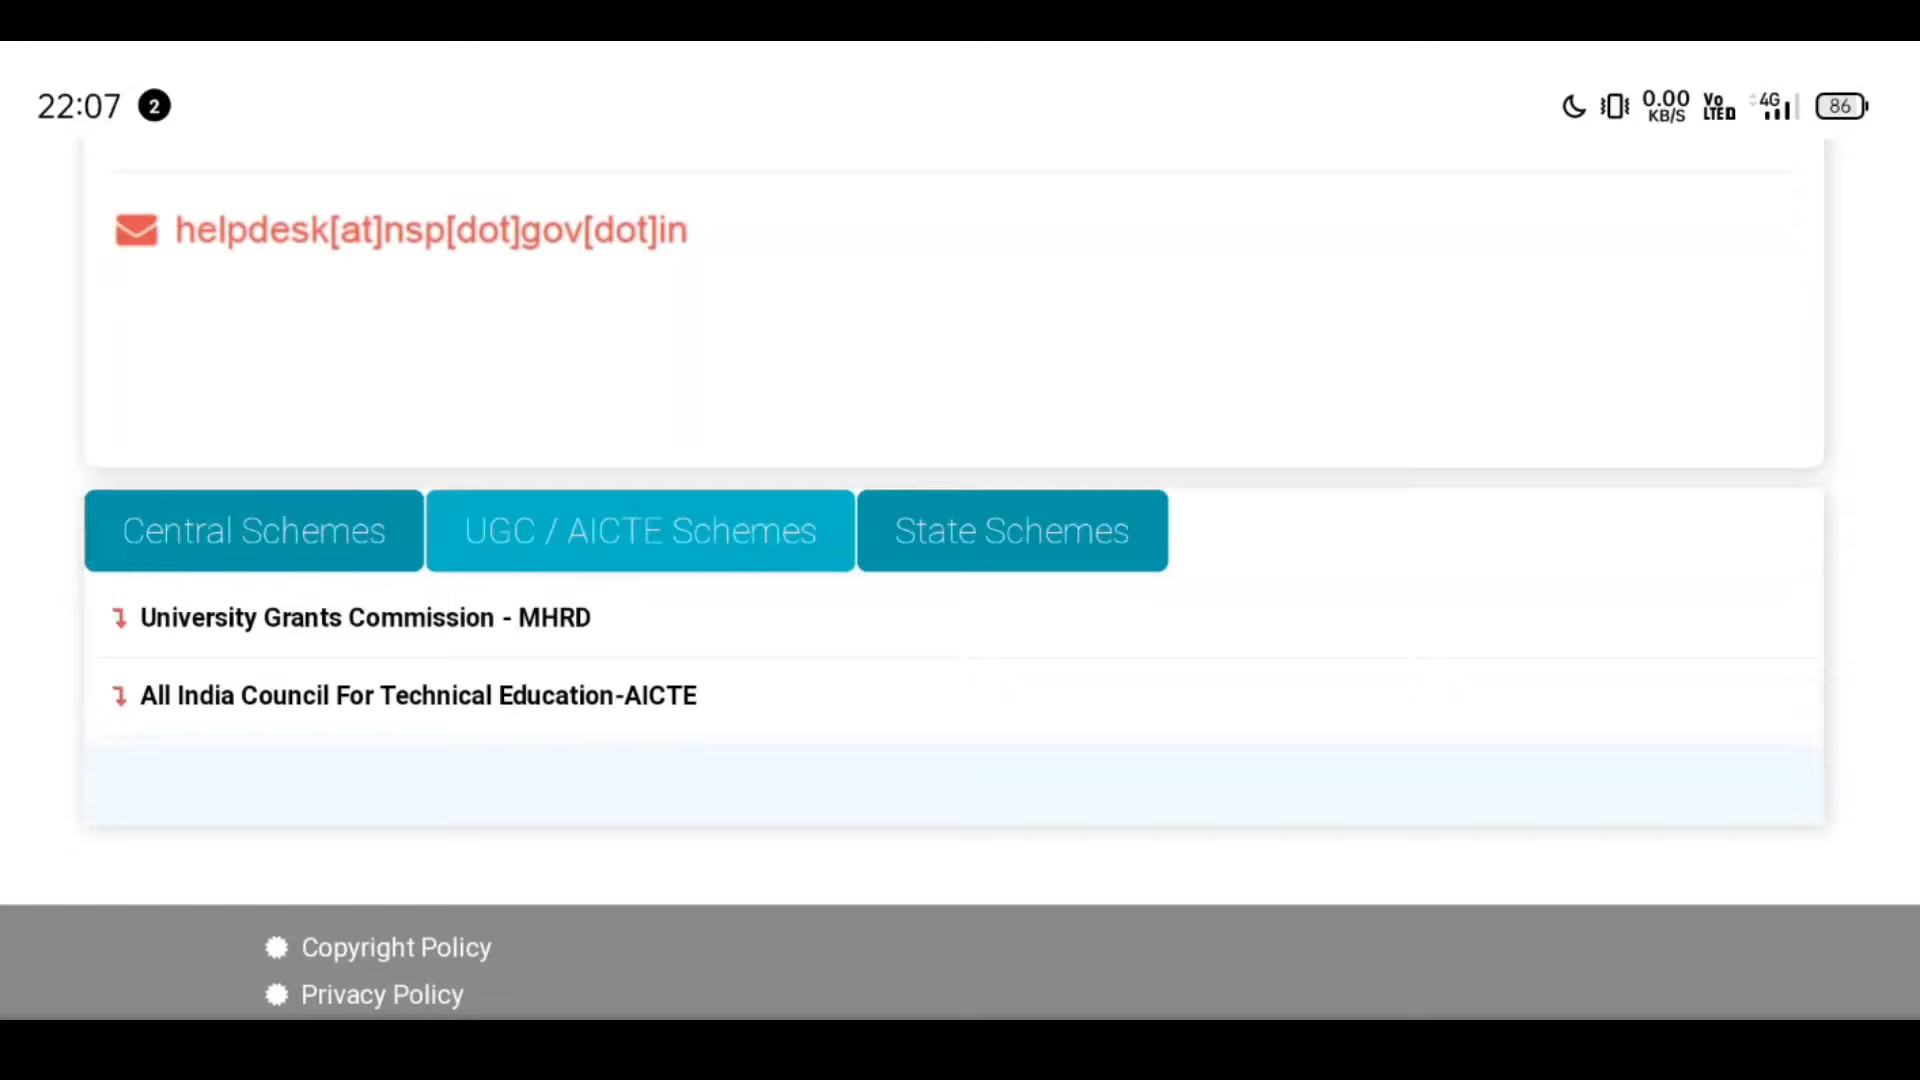 22:07 2 0.00 KB/S Vo LTE 4G 86
helpdesk[at]nsp[dot]gov[dot]in
Central Schemes UGC / AICTE Schemes State Schemes
University Grants Commission - MHRD
All India Council For Technical Education-AICTE
Copyright Policy
Privacy Policy